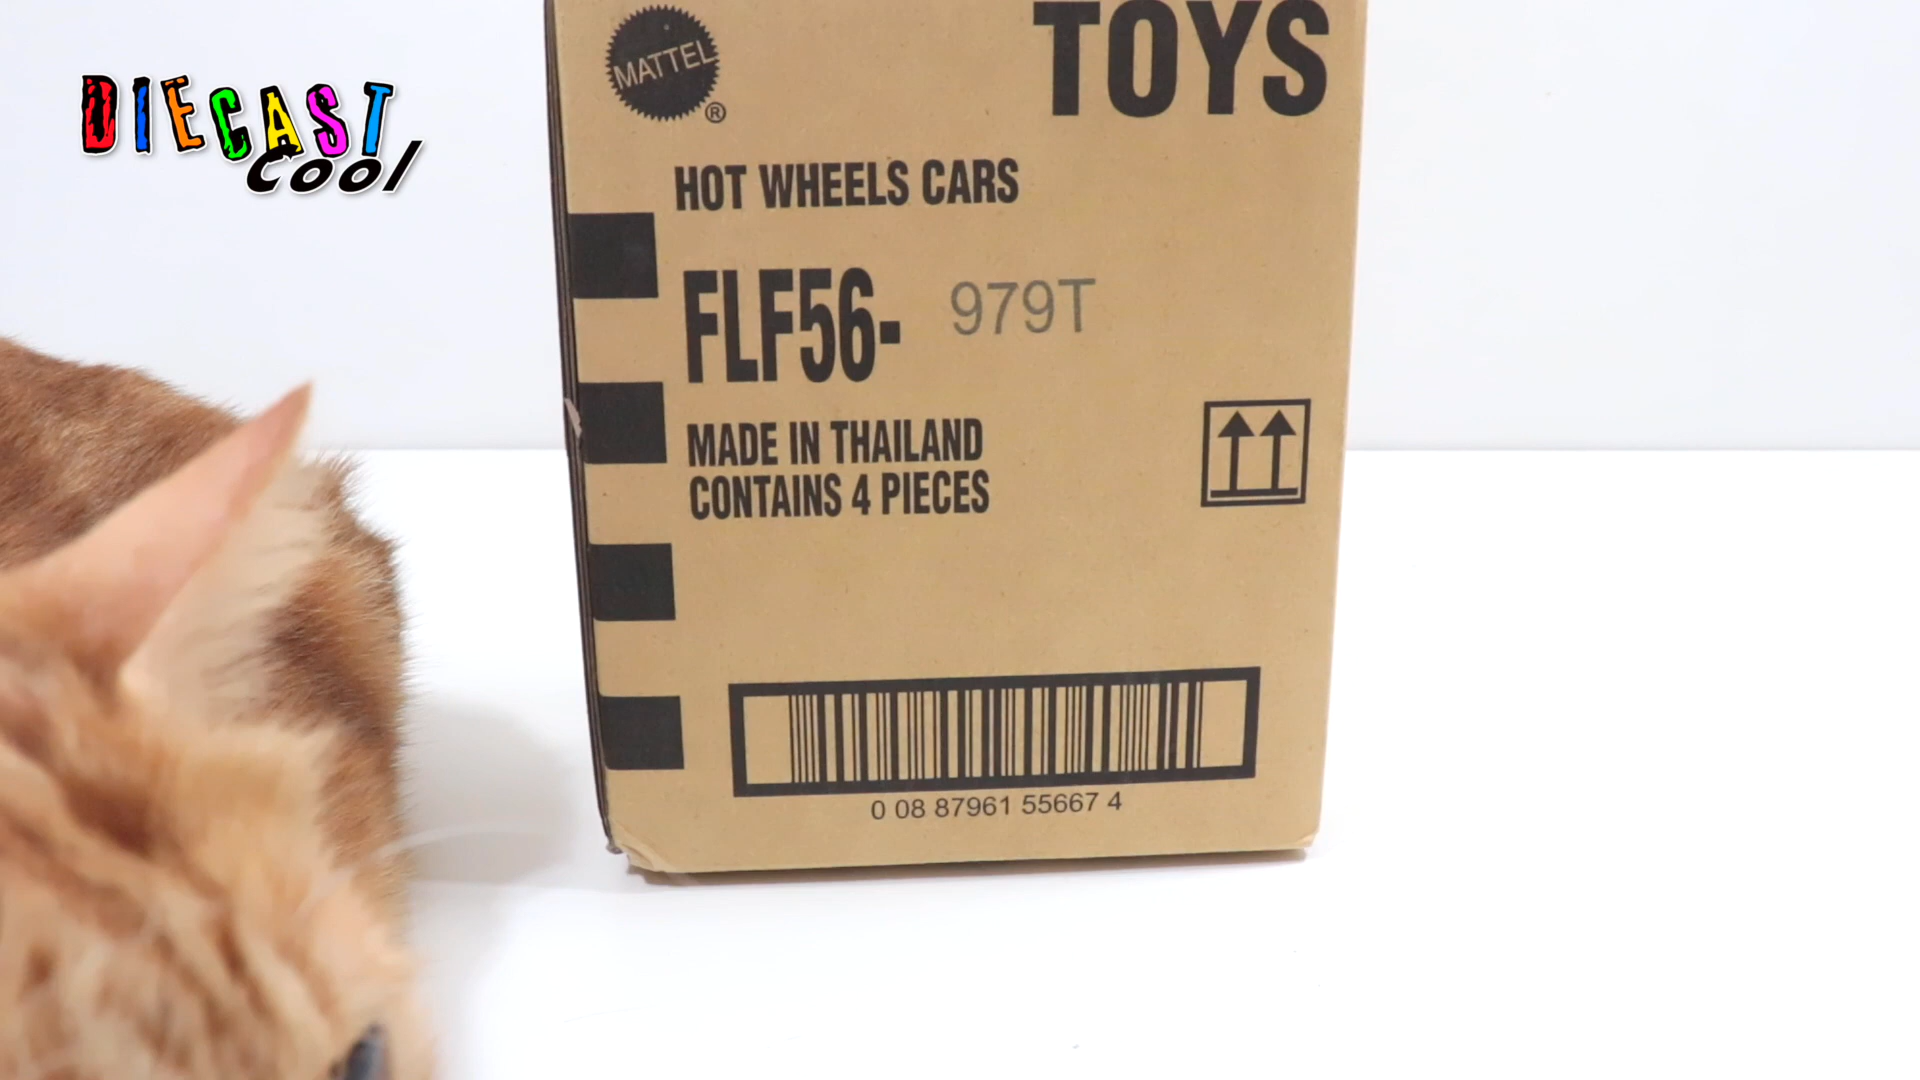 DIECAST
Cool
MATTEL
®
TOYS
HOT WHEELS CARS
FLF56- 979T
MADE IN THAILAND
CONTAINS 4 PIECES
0 08 87961 55667 4